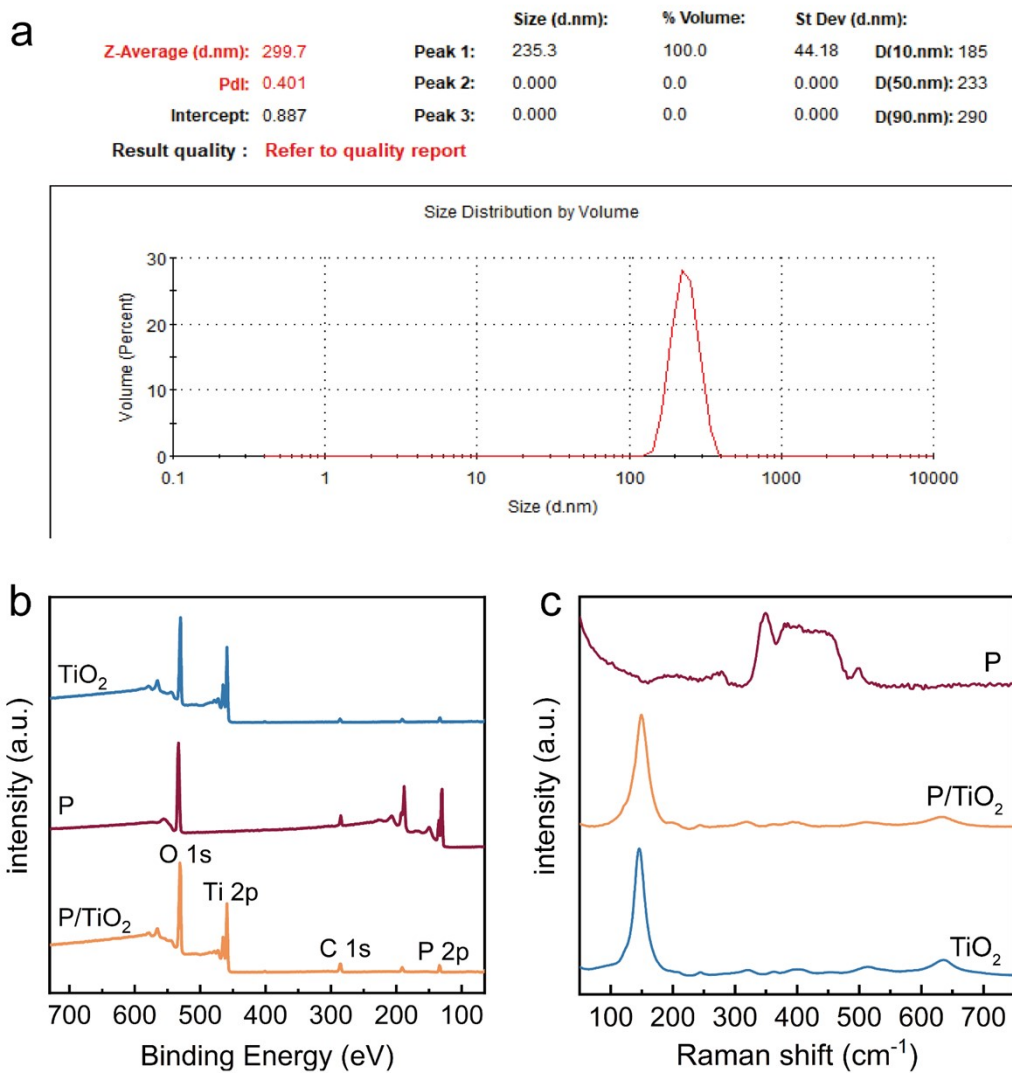 a
Size (d.nm): % Volume: St Dev (d.nm):
Z-Average (d.nm): 299.7 Peak 1: 235.3 100.0 44.18 D(10.nm): 185
PdI: 0.401 Peak 2: 0.000 0.0 0.000 D(50.nm): 233
Intercept: 0.887 Peak 3: 0.000 0.0 0.000 D(90.nm): 290
Result quality : Refer to quality report
Size Distribution by Volume
Volume (Percent)
30
20
10
0
0.1 1 10 100 1000 10000
Size (d.nm)
b
intensity (a.u.)
TiO₂
P
O 1s
Ti 2p
P/TiO₂
C 1s
P 2p
700 600 500 400 300 200 100
Binding Energy (eV)
c
intensity (a.u.)
P
P/TiO₂
TiO₂
100 200 300 400 500 600 700
Raman shift (cm⁻¹)